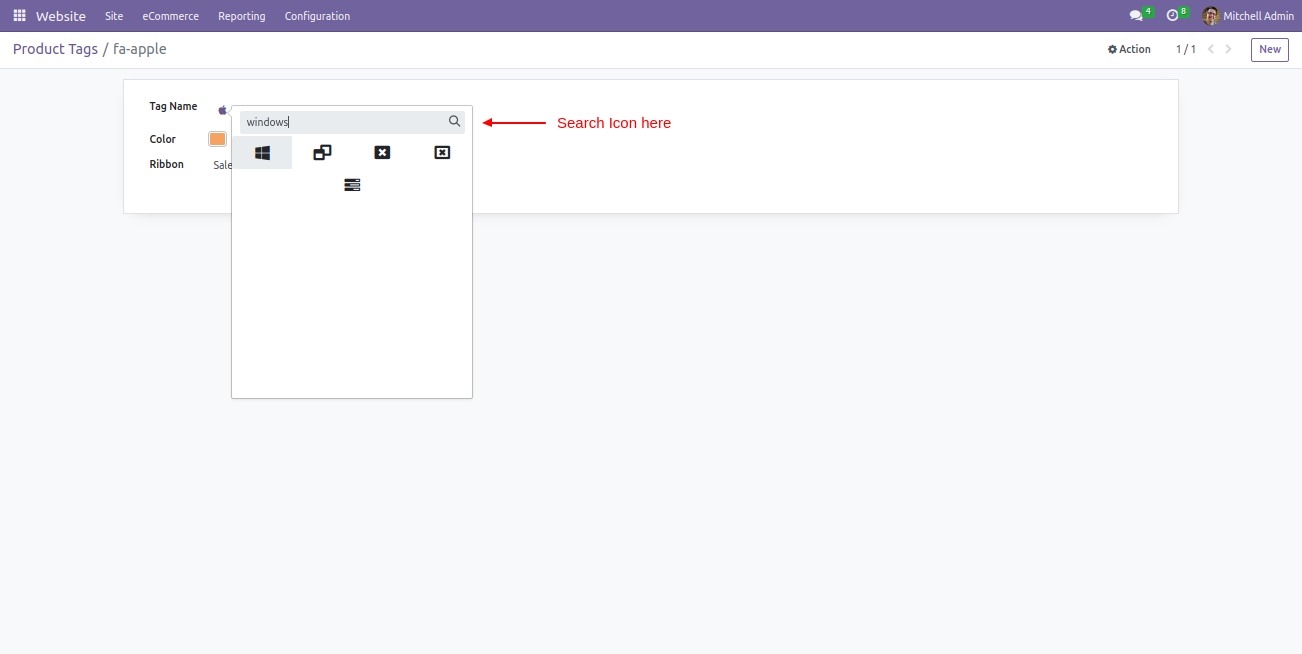 Website Site eCommerce Reporting Configuration 4 8 Mitchell Admin
Product Tags / fa-apple Action 1 / 1 New
Tag Name
windows Search Icon here
Color
Ribbon Sale